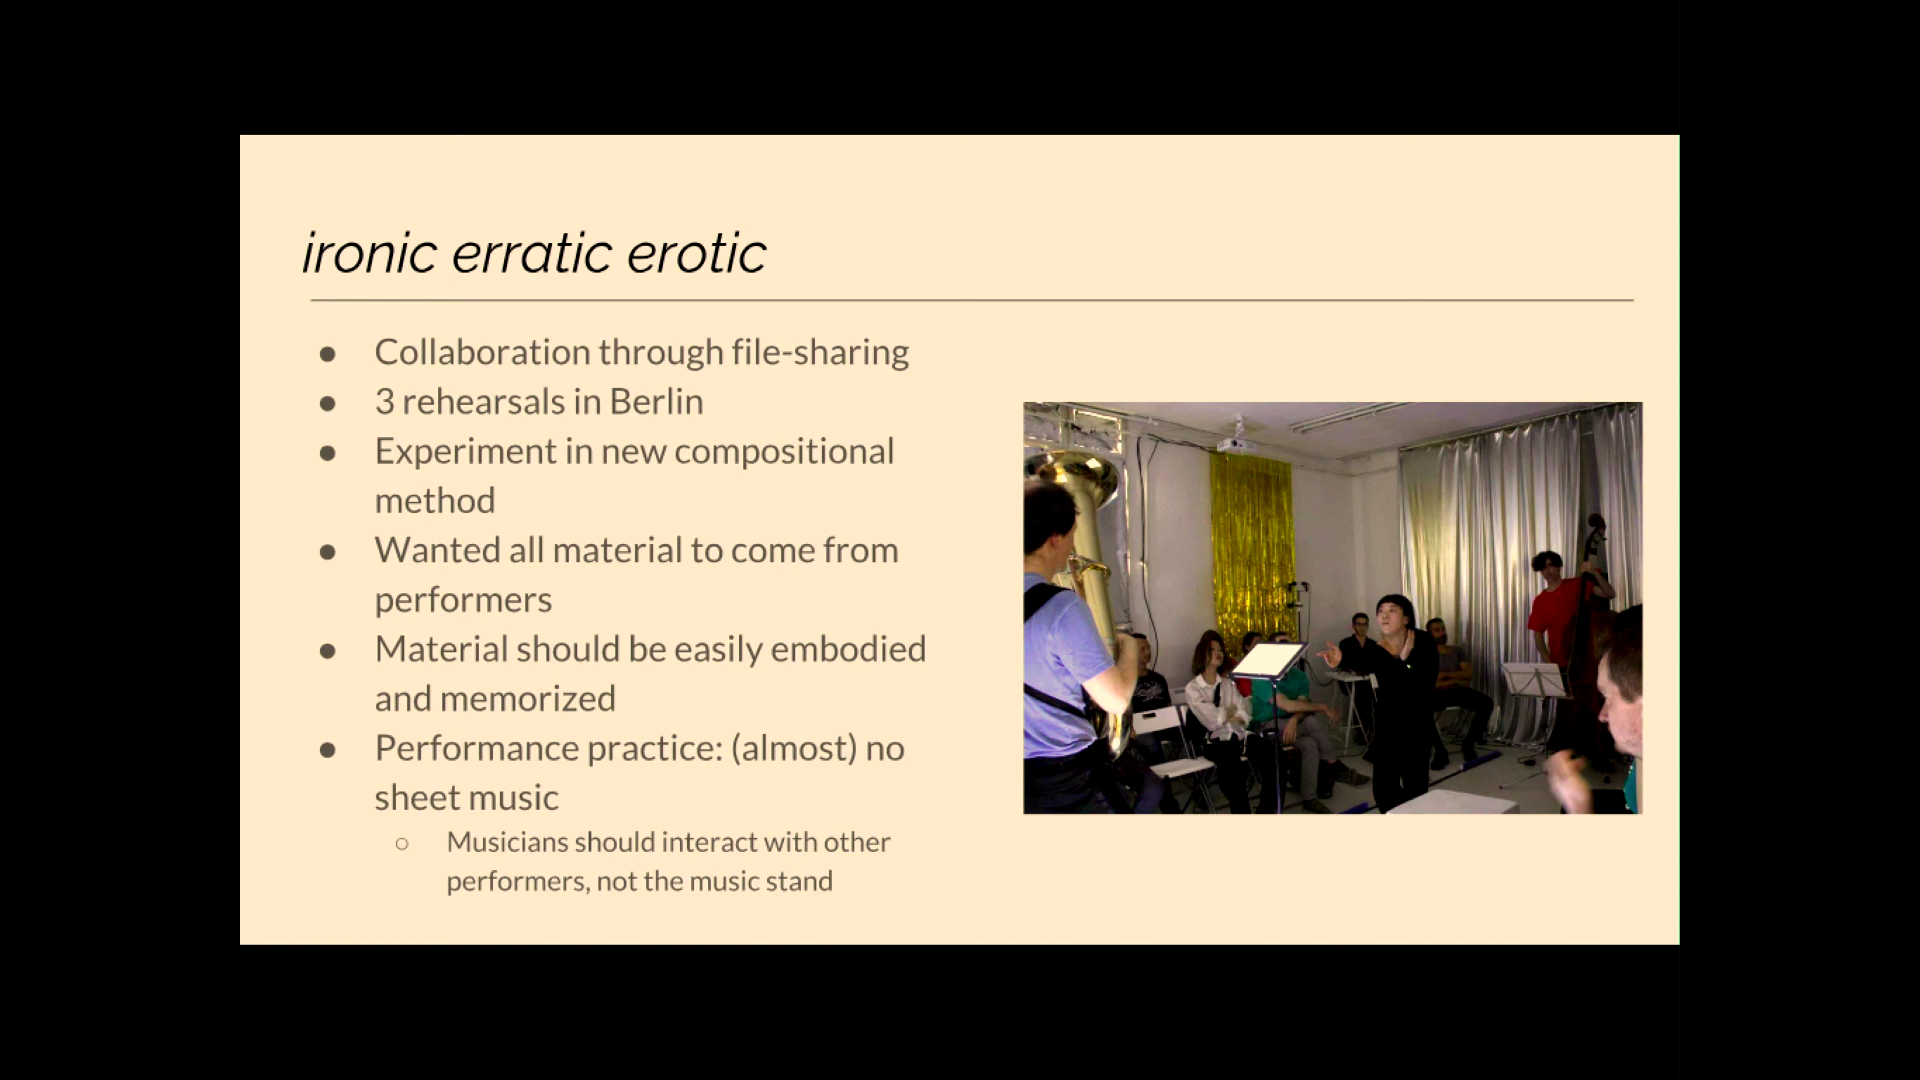 ironic erratic erotic
● Collaboration through file-sharing
● 3 rehearsals in Berlin
● Experiment in new compositional
method
● Wanted all material to come from
performers
● Material should be easily embodied
and memorized
● Performance practice: (almost) no
sheet music
○ Musicians should interact with other
performers, not the music stand